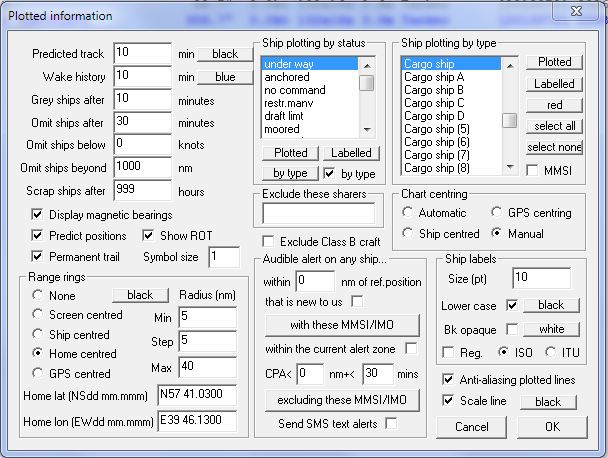 Plotted information
Predicted track 10 min black
Wake history 10 min blue
Grey ships after 10 minutes
Omit ships after 30 minutes
Omit ships below 0 knots
Omit ships beyond 1000 nm
Scrap ships after 999 hours
Display magnetic bearings
Predict positions Show ROT
Permanent trail Symbol size 1
Range rings
None black Radius (nm)
Screen centred Min 5
Ship centred
Home centred Step 5
GPS centred Max 40
Home lat (NSdd mm.mmm) N57 41.0300
Home lon (EWdd mm.mmm) E39 46.1300
Ship plotting by status
under way
anchored
no command
restr.manv
draft limt
moored
Plotted Labelled
by type by type
Exclude these sharers
Exclude Class B craft
Audible alert on any ship...
within 0 nm of ref.position
that is new to us
with these MMSI/IMO
within the current alert zone
CPA< 0 nm+< 30 mins
excluding these MMSI/IMO
Send SMS text alerts
Ship plotting by type
Cargo ship
Cargo ship A
Cargo ship B
Cargo ship C
Cargo ship D
Cargo ship (5)
Cargo ship (6)
Cargo ship (7)
Cargo ship (8)
Plotted
Labelled
red
select all
select none
MMSI
Chart centring
Automatic GPS centring
Ship centred Manual
Ship labels
Size (pt) 10
Lower case black
Bk opaque white
Reg. ISO ITU
Anti-aliasing plotted lines
Scale line black
Cancel OK